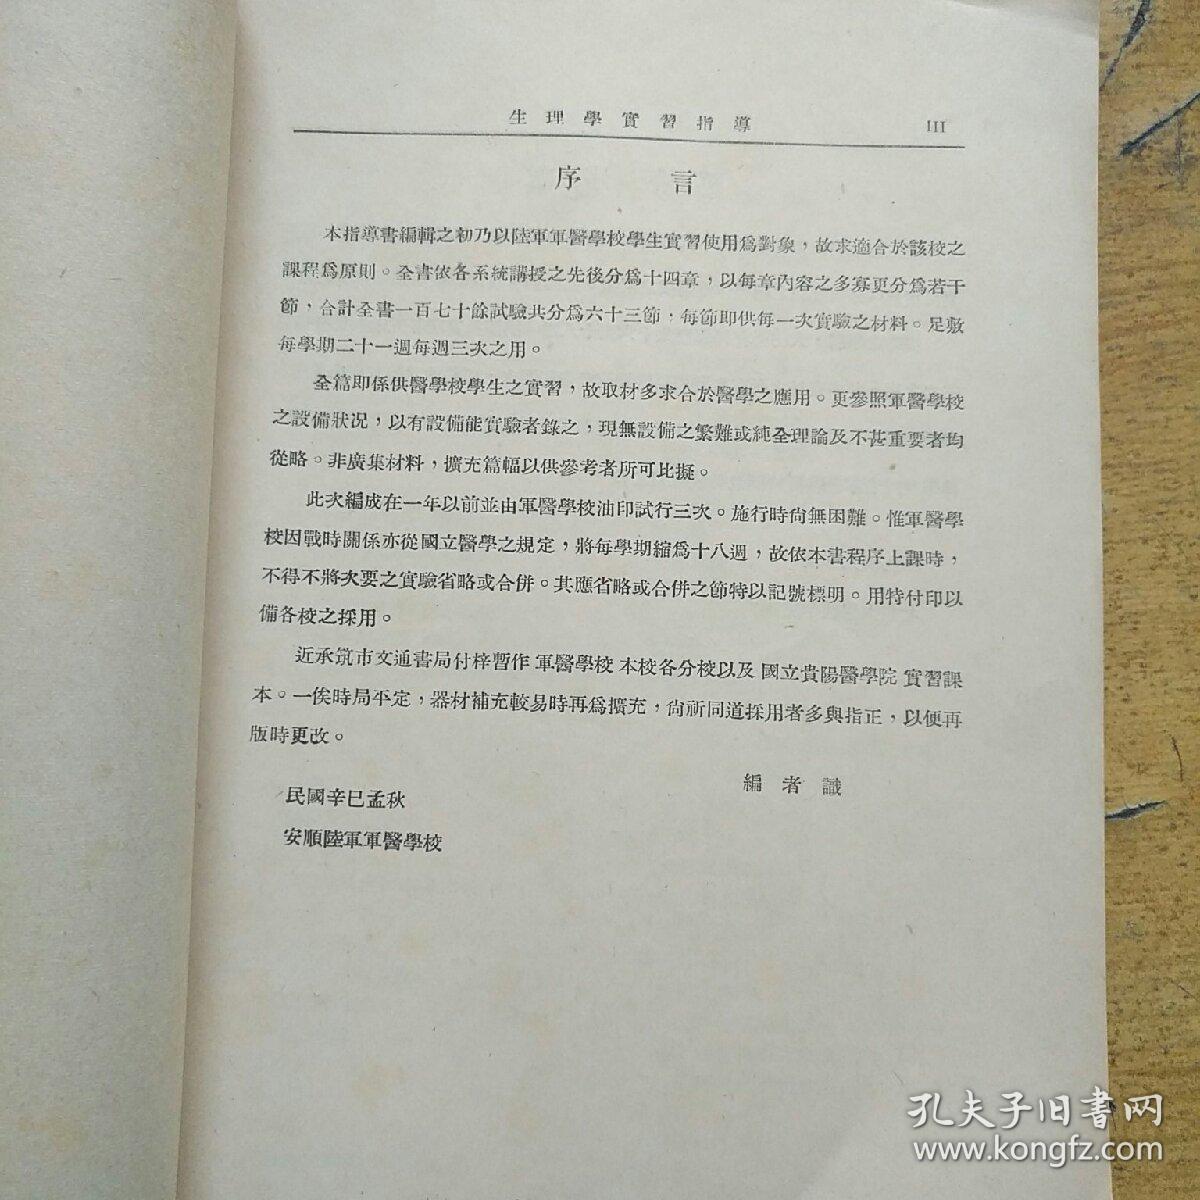 生理學實習指導 III
序言
本指導書編輯之初乃以陸軍軍醫學校學生實習使用爲對象，故求適合於該校之
課程爲原則。全書依各系統講授之先後分爲十四章，以每章內容之多寡更分爲若干
節，合計全書一百七十餘試驗共分爲六十三節，每節即供每一次實驗之材料。足敷
每學期二十一週每週三次之用。
全篇即係供醫學校學生之實習，故取材多求合於醫學之應用。更參照軍醫學校
之設備狀况，以有設備能實驗者錄之，現無設備之繁難或純全理論及不甚重要者均
從略。非廣集材料，擴充篇幅以供參考者所可比擬。
此次編成在一年以前並由軍醫學校油印試行三次。施行時尙無困難。惟軍醫學
校因戰時關係亦從國立醫學之規定，將每學期縮爲十八週，故依本書程序上課時，
不得不將次要之實驗省略或合併。其應省略或合併之節特以記號標明。用特付印以
備各校之採用。
近承筑市文通書局付梓暫作軍醫學校本校各分校以及國立貴陽醫學院實習課
本。一俟時局平定，器材補充較易時再爲擴充，尙祈同道採用者多與指正，以便再
版時更改。
編者識
民國辛巳孟秋
安順陸軍軍醫學校
孔夫子旧书网
www.kongfz.com